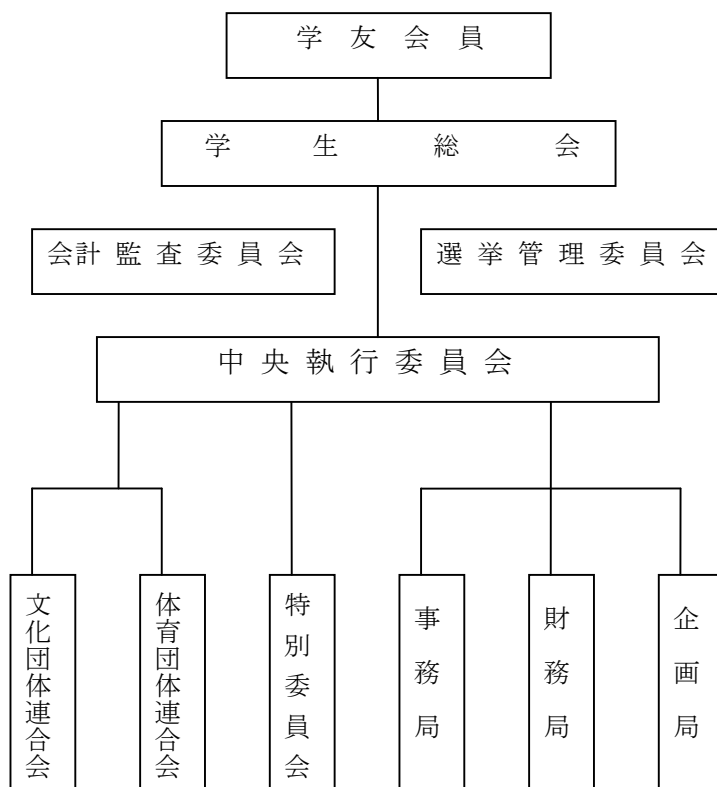 学友会員
学生総会
会計監査委員会
選挙管理委員会
中央執行委員会
文化団体連合会
体育団体連合会
特別委員会
事務局
財務局
企画局